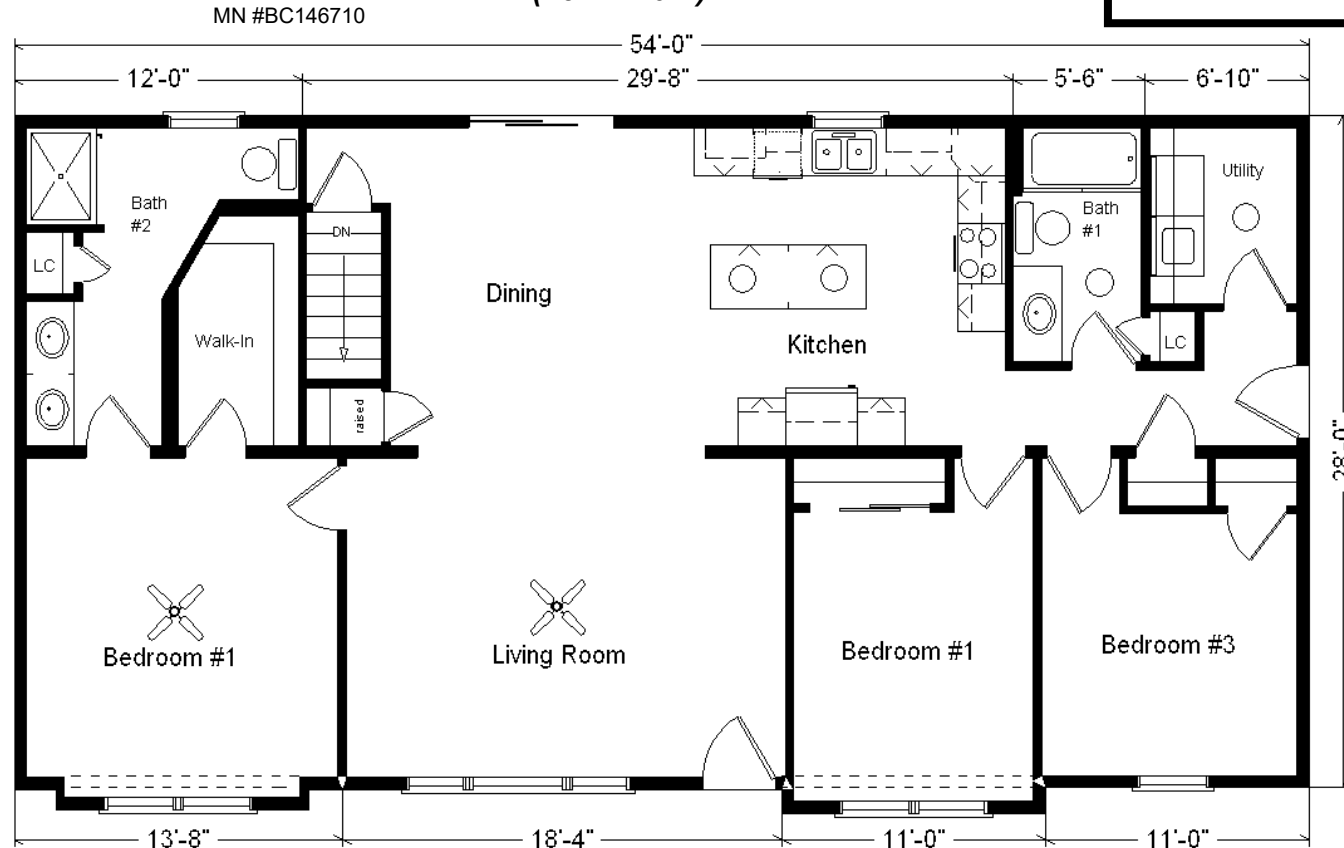 MN #BC146710
54'-0"
12'-0"
29'-8"
5'-6"
6'-10"
Bath
#2
LC
Walk-In
DN
raised
Dining
Kitchen
Bath
#1
Utility
LC
28'-0"
Bedroom #1
Living Room
Bedroom #1
Bedroom #3
13'-8"
18'-4"
11'-0"
11'-0"